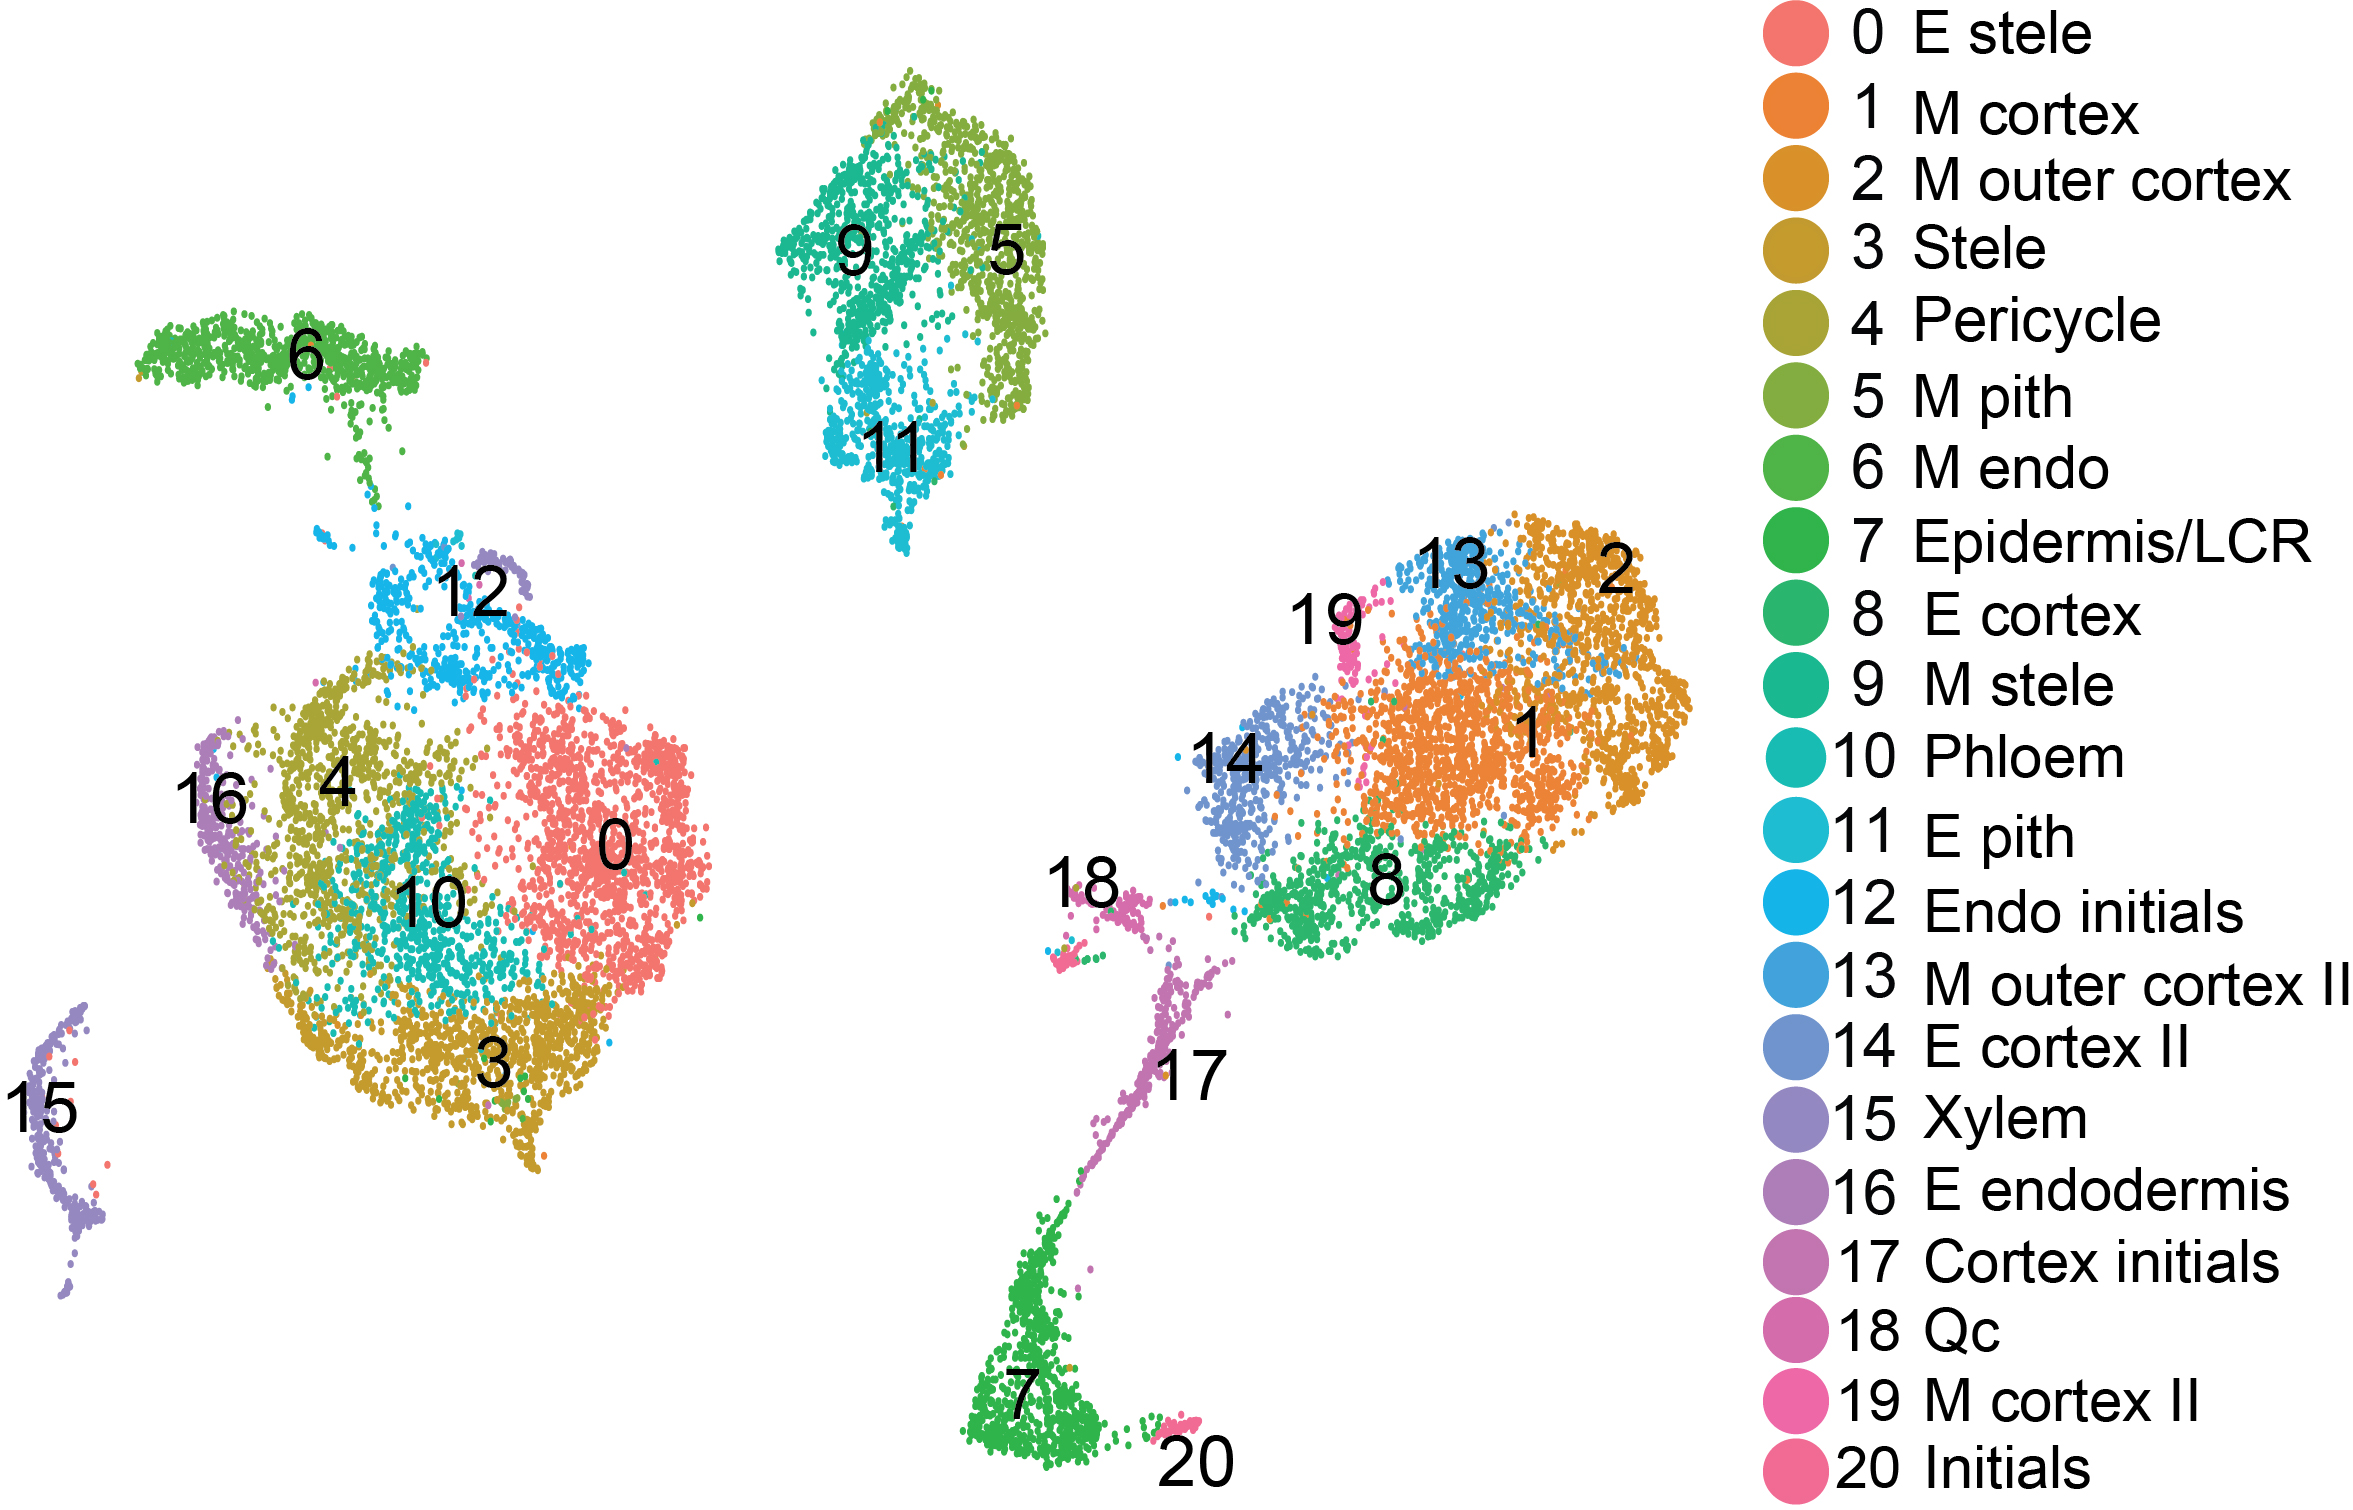 9
5
6
11
12
13
2
19
16
4
14
1
0
10
18
8
3
15
17
7
20
0 E stele
1 M cortex
2 M outer cortex
3 Stele
4 Pericycle
5 M pith
6 M endo
7 Epidermis/LCR
8 E cortex
9 M stele
10 Phloem
11 E pith
12 Endo initials
13 M outer cortex II
14 E cortex II
15 Xylem
16 E endodermis
17 Cortex initials
18 Qc
19 M cortex II
20 Initials